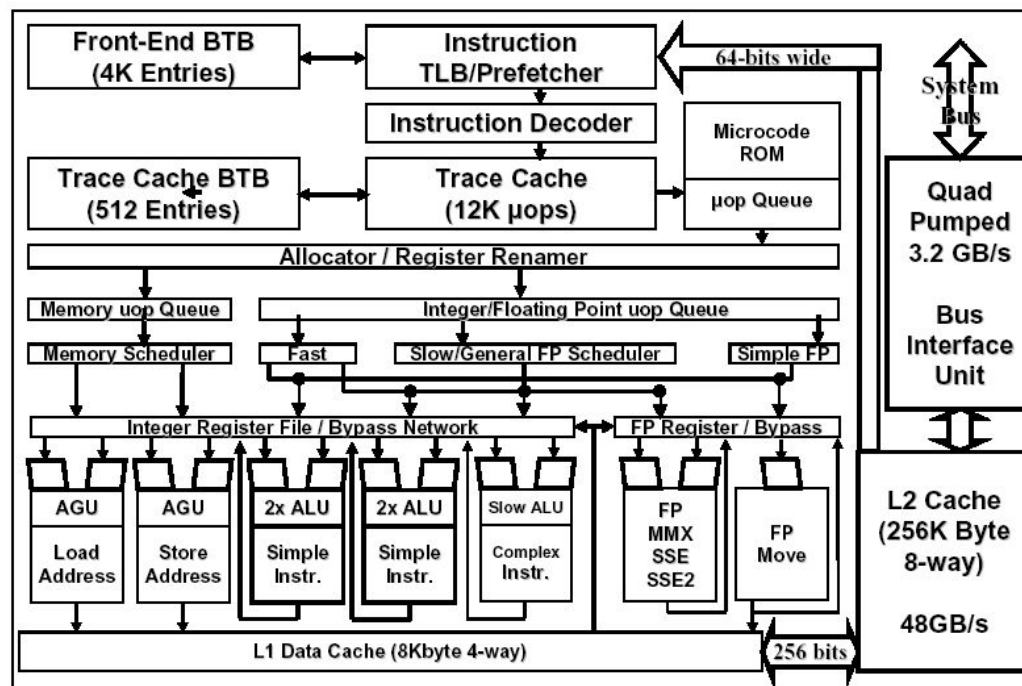 Front-End BTB
(4K Entries)
Instruction
TLB/Prefetcher
64-bits wide
System
Bus
Instruction Decoder
Microcode
ROM
Trace Cache BTB
(512 Entries)
Trace Cache
(12K µops)
µop Queue
Quad
Pumped
3.2 GB/s
Bus
Interface
Unit
Allocator / Register Renamer
Memory uop Queue
Integer/Floating Point uop Queue
Memory Scheduler
Fast
Slow/General FP Scheduler
Simple FP
Integer Register File / Bypass Network
FP Register / Bypass
AGU
Load
Address
AGU
Store
Address
2x ALU
Simple
Instr.
2x ALU
Simple
Instr.
Slow ALU
Complex
Instr.
FP
MMX
SSE
SSE2
FP
Move
L2 Cache
(256K Byte
8-way)
48GB/s
L1 Data Cache (8Kbyte 4-way)
256 bits